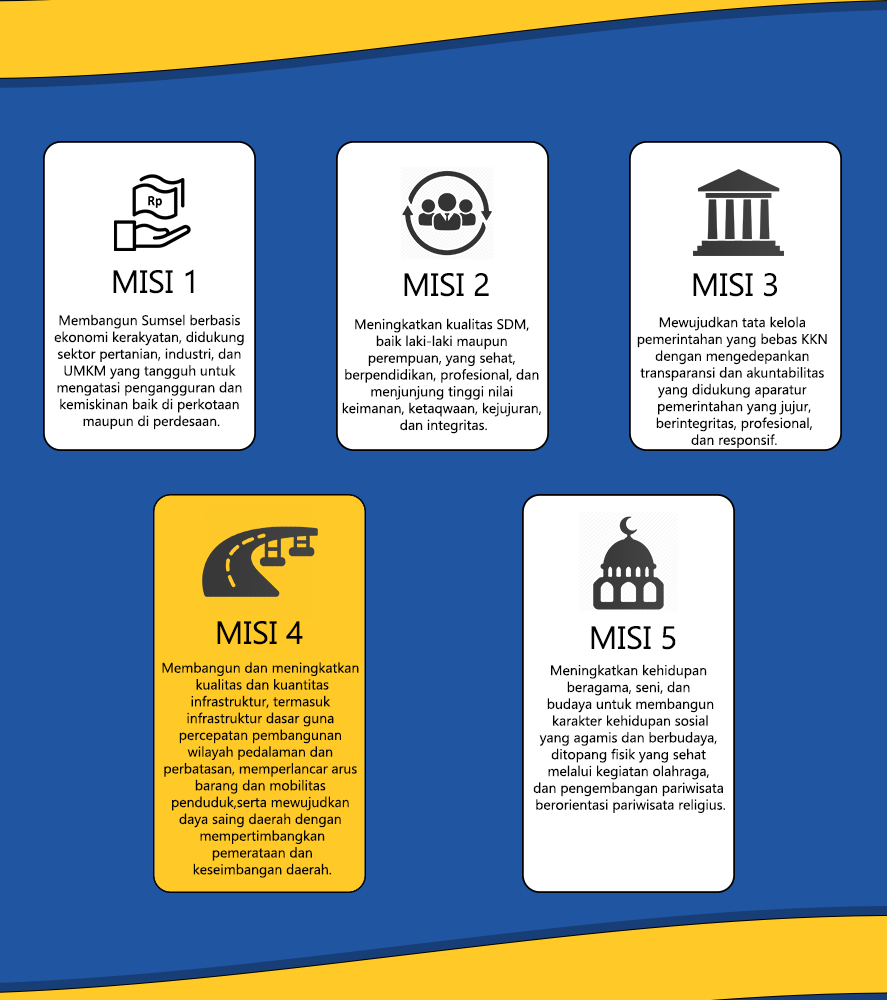 Rp
MISI 1
Membangun Sumsel berbasis
ekonomi kerakyatan, didukung
sektor pertanian, industri, dan
UMKM yang tangguh untuk
mengatasi pengangguran dan
kemiskinan baik di perkotaan
maupun di perdesaan.
MISI 2
Meningkatkan kualitas SDM,
baik laki-laki maupun
perempuan, yang sehat,
berpendidikan, profesional, dan
menjunjung tinggi nilai
keimanan, ketaqwaan, kejujuran,
dan integritas.
MISI 3
Mewujudkan tata kelola
pemerintahan yang bebas KKN
dengan mengedepankan
transparansi dan akuntabilitas
yang didukung aparatur
pemerintahan yang jujur,
berintegritas, profesional,
dan responsif.
MISI 4
Membangun dan meningkatkan
kualitas dan kuantitas
infrastruktur, termasuk
infrastruktur dasar guna
percepatan pembangunan
wilayah pedalaman dan
perbatasan, memperlancar arus
barang dan mobilitas
penduduk,serta mewujudkan
daya saing daerah dengan
mempertimbangkan
pemerataan dan
keseimbangan daerah.
MISI 5
Meningkatkan kehidupan
beragama, seni, dan
budaya untuk membangun
karakter kehidupan sosial
yang agamis dan berbudaya,
ditopang fisik yang sehat
melalui kegiatan olahraga,
dan pengembangan pariwisata
berorientasi pariwisata religius.